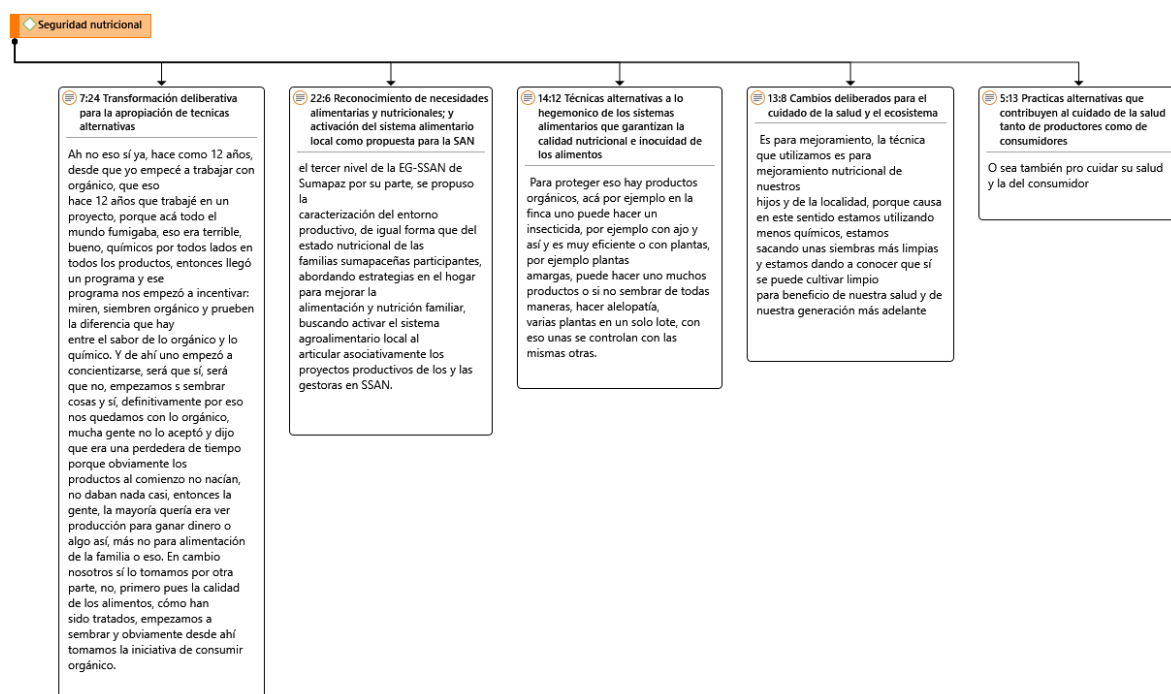 Seguridad nutricional
7:24 Transformación deliberativa
para la apropiación de tecnicas
alternativas
Ah no eso sí ya, hace como 12 años,
desde que yo empecé a trabajar con
orgánico, que eso
hace 12 años que trabajé en un
proyecto, porque acá todo el
mundo fumigaba, eso era terrible,
bueno, químicos por todos lados en
todos los productos, entonces llegó
un programa y ese
programa nos empezó a incentivar:
miren, siembren orgánico y prueben
la diferencia que hay
entre el sabor de lo orgánico y lo
químico. Y de ahí uno empezó a
concientizarse, será que sí, será
que no, empezamos s sembrar
cosas y sí, definitivamente por eso
nos quedamos con lo orgánico,
mucha gente no lo aceptó y dijo
que era una perdedera de tiempo
porque obviamente los
productos al comienzo no nacían,
no daban nada casi, entonces la
gente, la mayoría quería era ver
producción para ganar dinero o
algo así, más no para alimentación
de la familia o eso. En cambio
nosotros sí lo tomamos por otra
parte, no, primero pues la calidad
de los alimentos, cómo han
sido tratados, empezamos a
sembrar y obviamente desde ahí
tomamos la iniciativa de consumir
orgánico.
22:6 Reconocimiento de necesidades
alimentarias y nutricionales; y
activación del sistema alimentario
local como propuesta para la SAN
el tercer nivel de la EG-SSAN de
Sumapaz por su parte, se propuso
la
caracterización del entorno
productivo, de igual forma que del
estado nutricional de las
familias sumapaceñas participantes,
abordando estrategias en el hogar
para mejorar la
alimentación y nutrición familiar,
buscando activar el sistema
agroalimentario local al
articular asociativamente los
proyectos productivos de los y las
gestoras en SSAN.
14:12 Técnicas alternativas a lo
hegemonico de los sistemas
alimentarios que garantizan la
calidad nutricional e inocuidad de
los alimentos
Para proteger eso hay productos
orgánicos, acá por ejemplo en la
finca uno puede hacer un
insecticida, por ejemplo con ajo y
así y es muy eficiente o con plantas,
por ejemplo plantas
amargas, puede hacer uno muchos
productos o si no sembrar de todas
maneras, hacer alelopatía,
varias plantas en un solo lote, con
eso unas se controlan con las
mismas otras.
13:8 Cambios deliberados para el
cuidado de la salud y el ecosistema
Es para mejoramiento, la técnica
que utilizamos es para
mejoramiento nutricional de
nuestros
hijos y de la localidad, porque causa
en este sentido estamos utilizando
menos químicos, estamos
sacando unas siembras más limpias
y estamos dando a conocer que sí
se puede cultivar limpio
para beneficio de nuestra salud y de
nuestra generación más adelante
5:13 Practicas alternativas que
contribuyen al cuidado de la salud
tanto de productores como de
consumidores
O sea también pro cuidar su salud
y la del consumidor